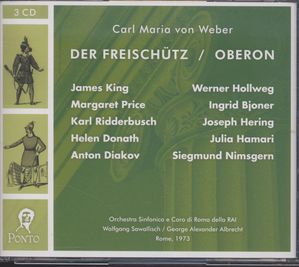 3 CD
Carl Maria von Weber
DER FREISCHÜTZ / OBERON
James King
Margaret Price
Karl Ridderbusch
Helen Donath
Anton Diakov
Werner Hollweg
Ingrid Bjoner
Joseph Hering
Julia Hamari
Siegmund Nimsgern
Orchestra Sinfonica e Coro di Roma della RAI
Wolfgang Sawallisch / George Alexander Albrecht
Rome, 1973
PONTO